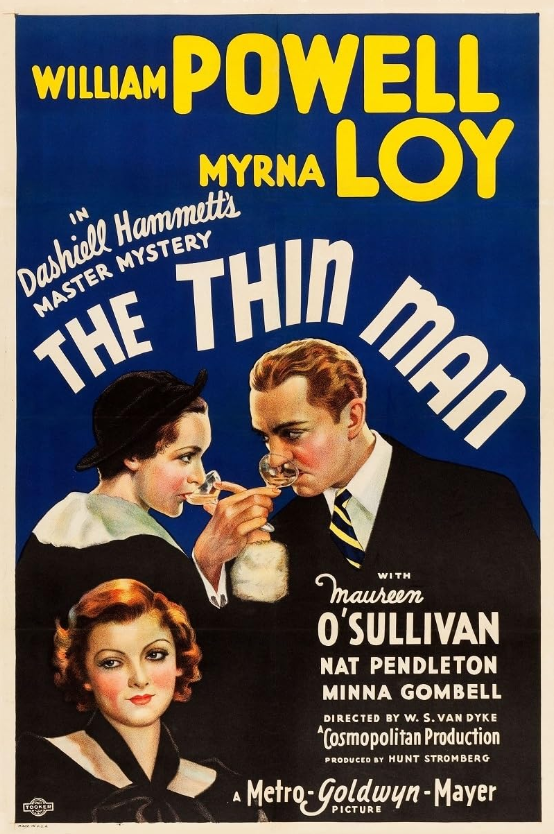 WILLIAM POWELL
MYRNA LOY
IN
Dashiell Hammett's
MASTER MYSTERY
THE THIN MAN
WITH
Maureen
O'SULLIVAN
NAT PENDLETON
MINNA GOMBELL
DIRECTED BY W. S. VAN DYKE
A Cosmopolitan Production
PRODUCED BY HUNT STROMBERG
A Metro-Goldwyn-Mayer
PICTURE
TOOKER